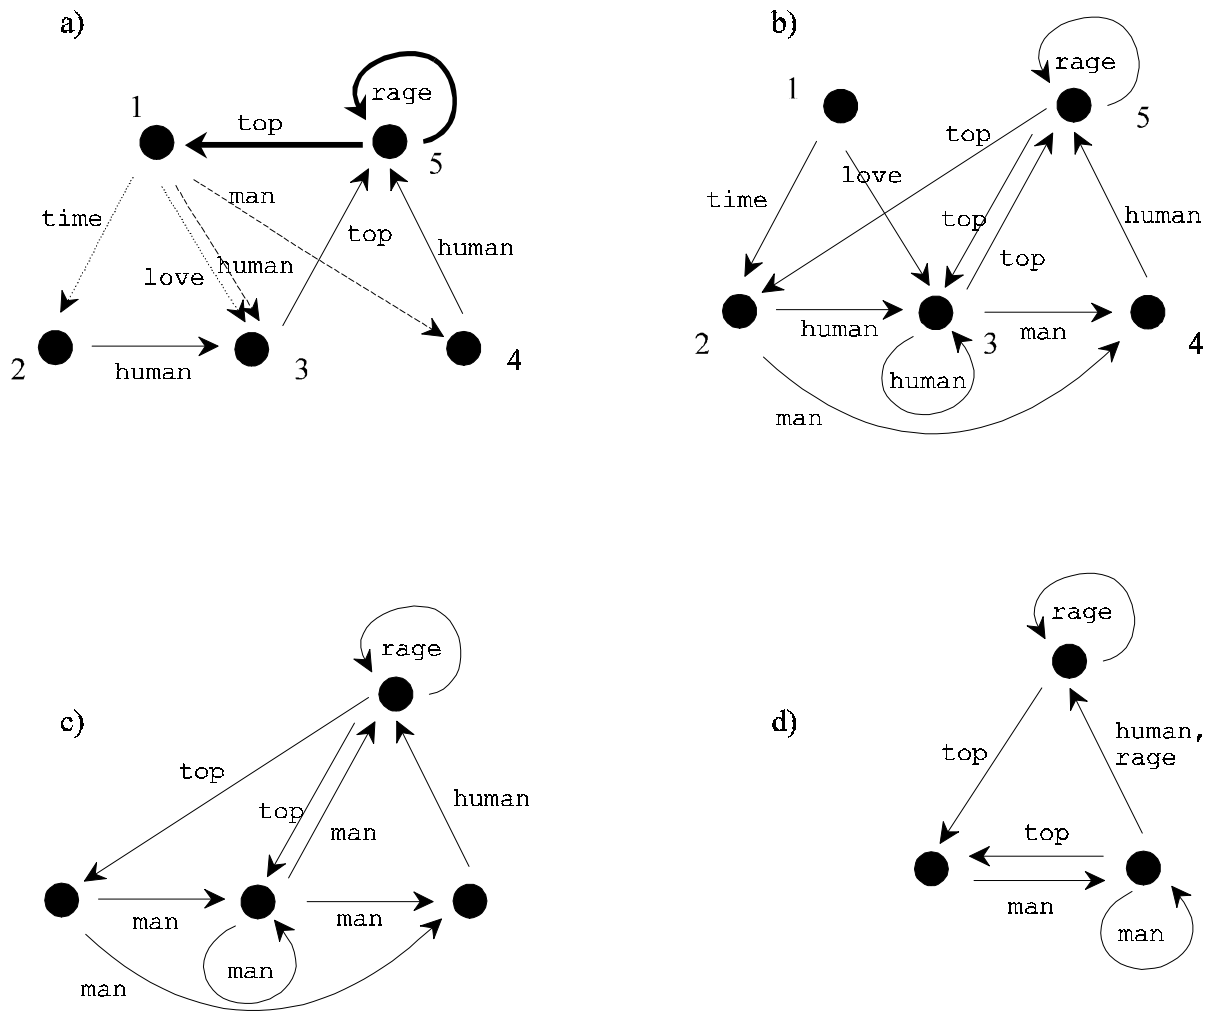 a)
1
rage
top
5
time
man
love
human
top
human
2
human
3
4
b)
1
rage
5
top
love
time
top
human
top
2
human
3
man
4
human
man
c)
rage
top
top
man
human
man
man
man
man
d)
rage
top
human,
rage
top
man
man